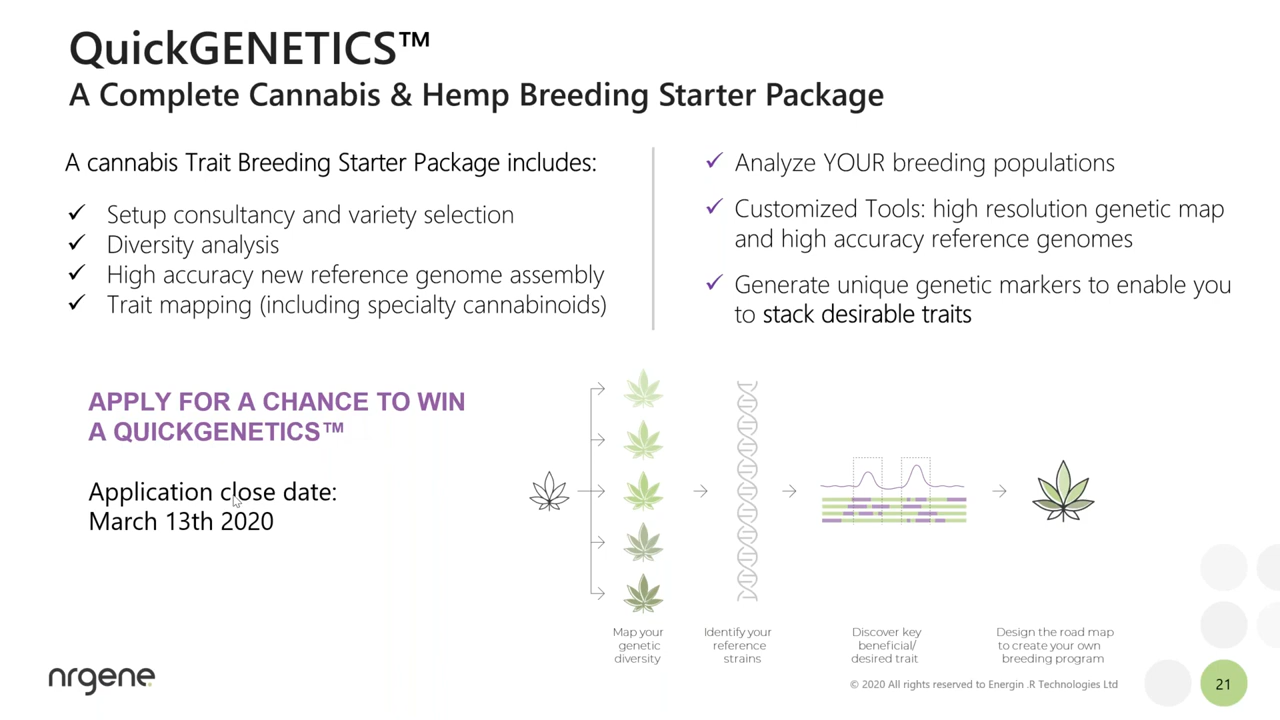 QuickGENETICS™
A Complete Cannabis & Hemp Breeding Starter Package
A cannabis Trait Breeding Starter Package includes:
✓ Setup consultancy and variety selection
✓ Diversity analysis
✓ High accuracy new reference genome assembly
✓ Trait mapping (including specialty cannabinoids)
✓ Analyze YOUR breeding populations
✓ Customized Tools: high resolution genetic map
and high accuracy reference genomes
✓ Generate unique genetic markers to enable you
to stack desirable traits
APPLY FOR A CHANCE TO WIN
A QUICKGENETICS™
Application close date:
March 13th 2020
Map your
genetic
diversity
Identify your
reference
strains
Discover key
beneficial/
desired trait
Design the road map
to create your own
breeding program
nrgene
© 2020 All rights reserved to Energin .R Technologies Ltd
21